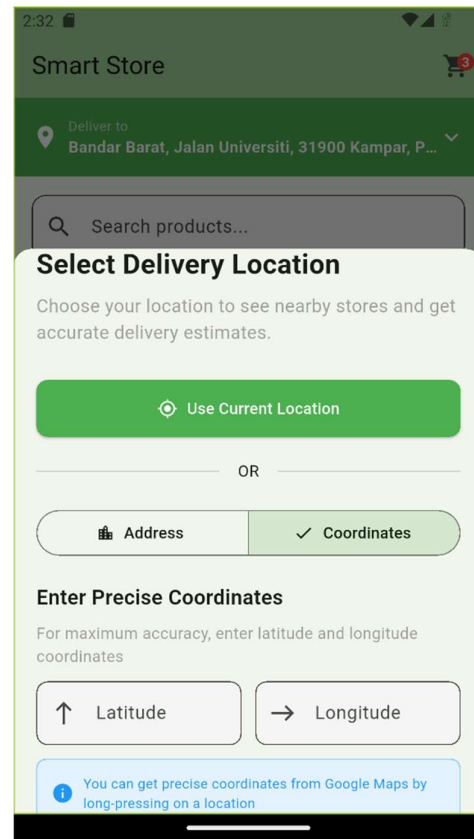 2:32
Smart Store
3
Deliver to
Bandar Barat, Jalan Universiti, 31900 Kampar, P...
Search products...
Select Delivery Location
Choose your location to see nearby stores and get
accurate delivery estimates.
Use Current Location
OR
Address
Coordinates
Enter Precise Coordinates
For maximum accuracy, enter latitude and longitude
coordinates
Latitude
Longitude
You can get precise coordinates from Google Maps by
long-pressing on a location